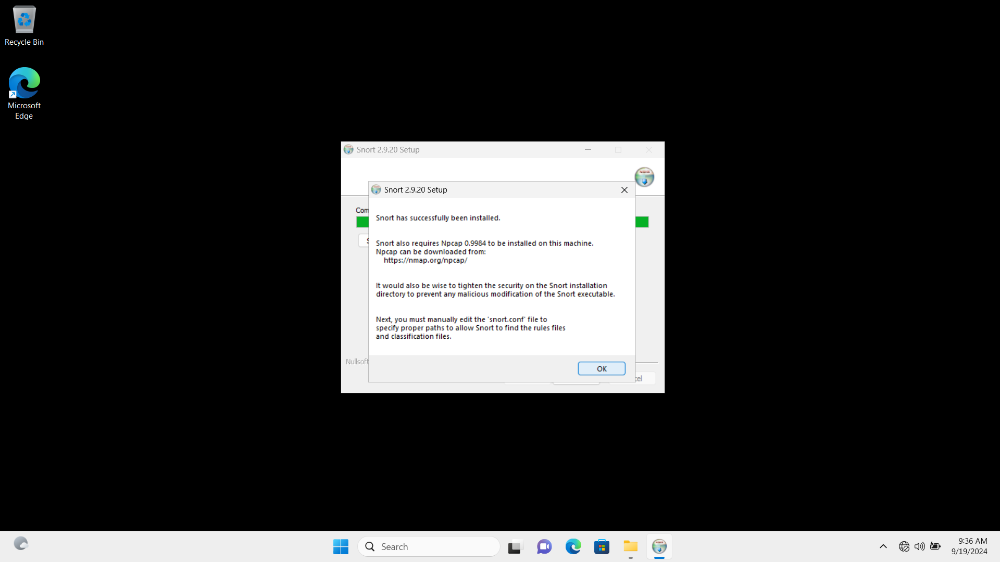 Recycle Bin
Microsoft
Edge
Snort 2.9.20 Setup
Snort 2.9.20 Setup
Com
Snort has successfully been installed.
Snort also requires Npcap 0.9984 to be installed on this machine.
Npcap can be downloaded from:
https://nmap.org/npcap/
It would also be wise to tighten the security on the Snort installation
directory to prevent any malicious modification of the Snort executable.
Next, you must manually edit the 'snort.conf' file to
specify proper paths to allow Snort to find the rules files
and classification files.
Nullsoft
OK
cel
Search
9:36 AM
9/19/2024